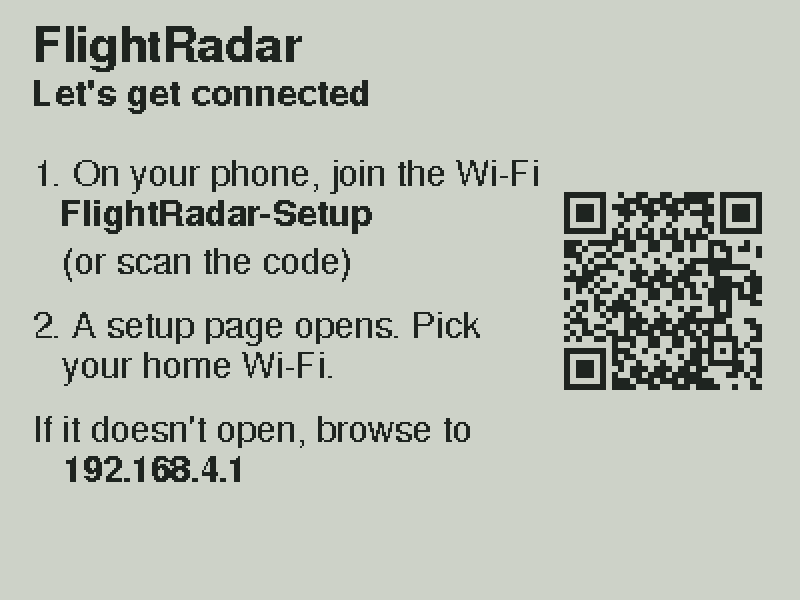 FlightRadar
Let's get connected
1. On your phone, join the Wi-Fi
FlightRadar-Setup
(or scan the code)
2. A setup page opens. Pick
your home Wi-Fi.
If it doesn't open, browse to
192.168.4.1